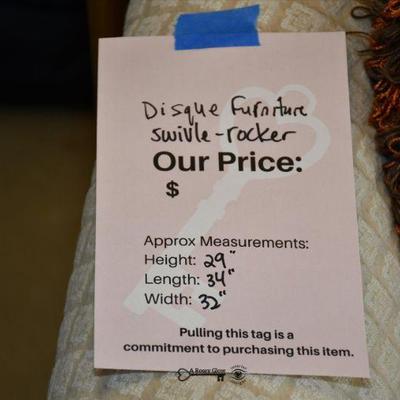 Disque Furniture
swivle-rocker
Our Price:
$
Approx Measurements:
Height: 29"
Length: 34"
Width: 32"
Pulling this tag is a
commitment to purchasing this item.